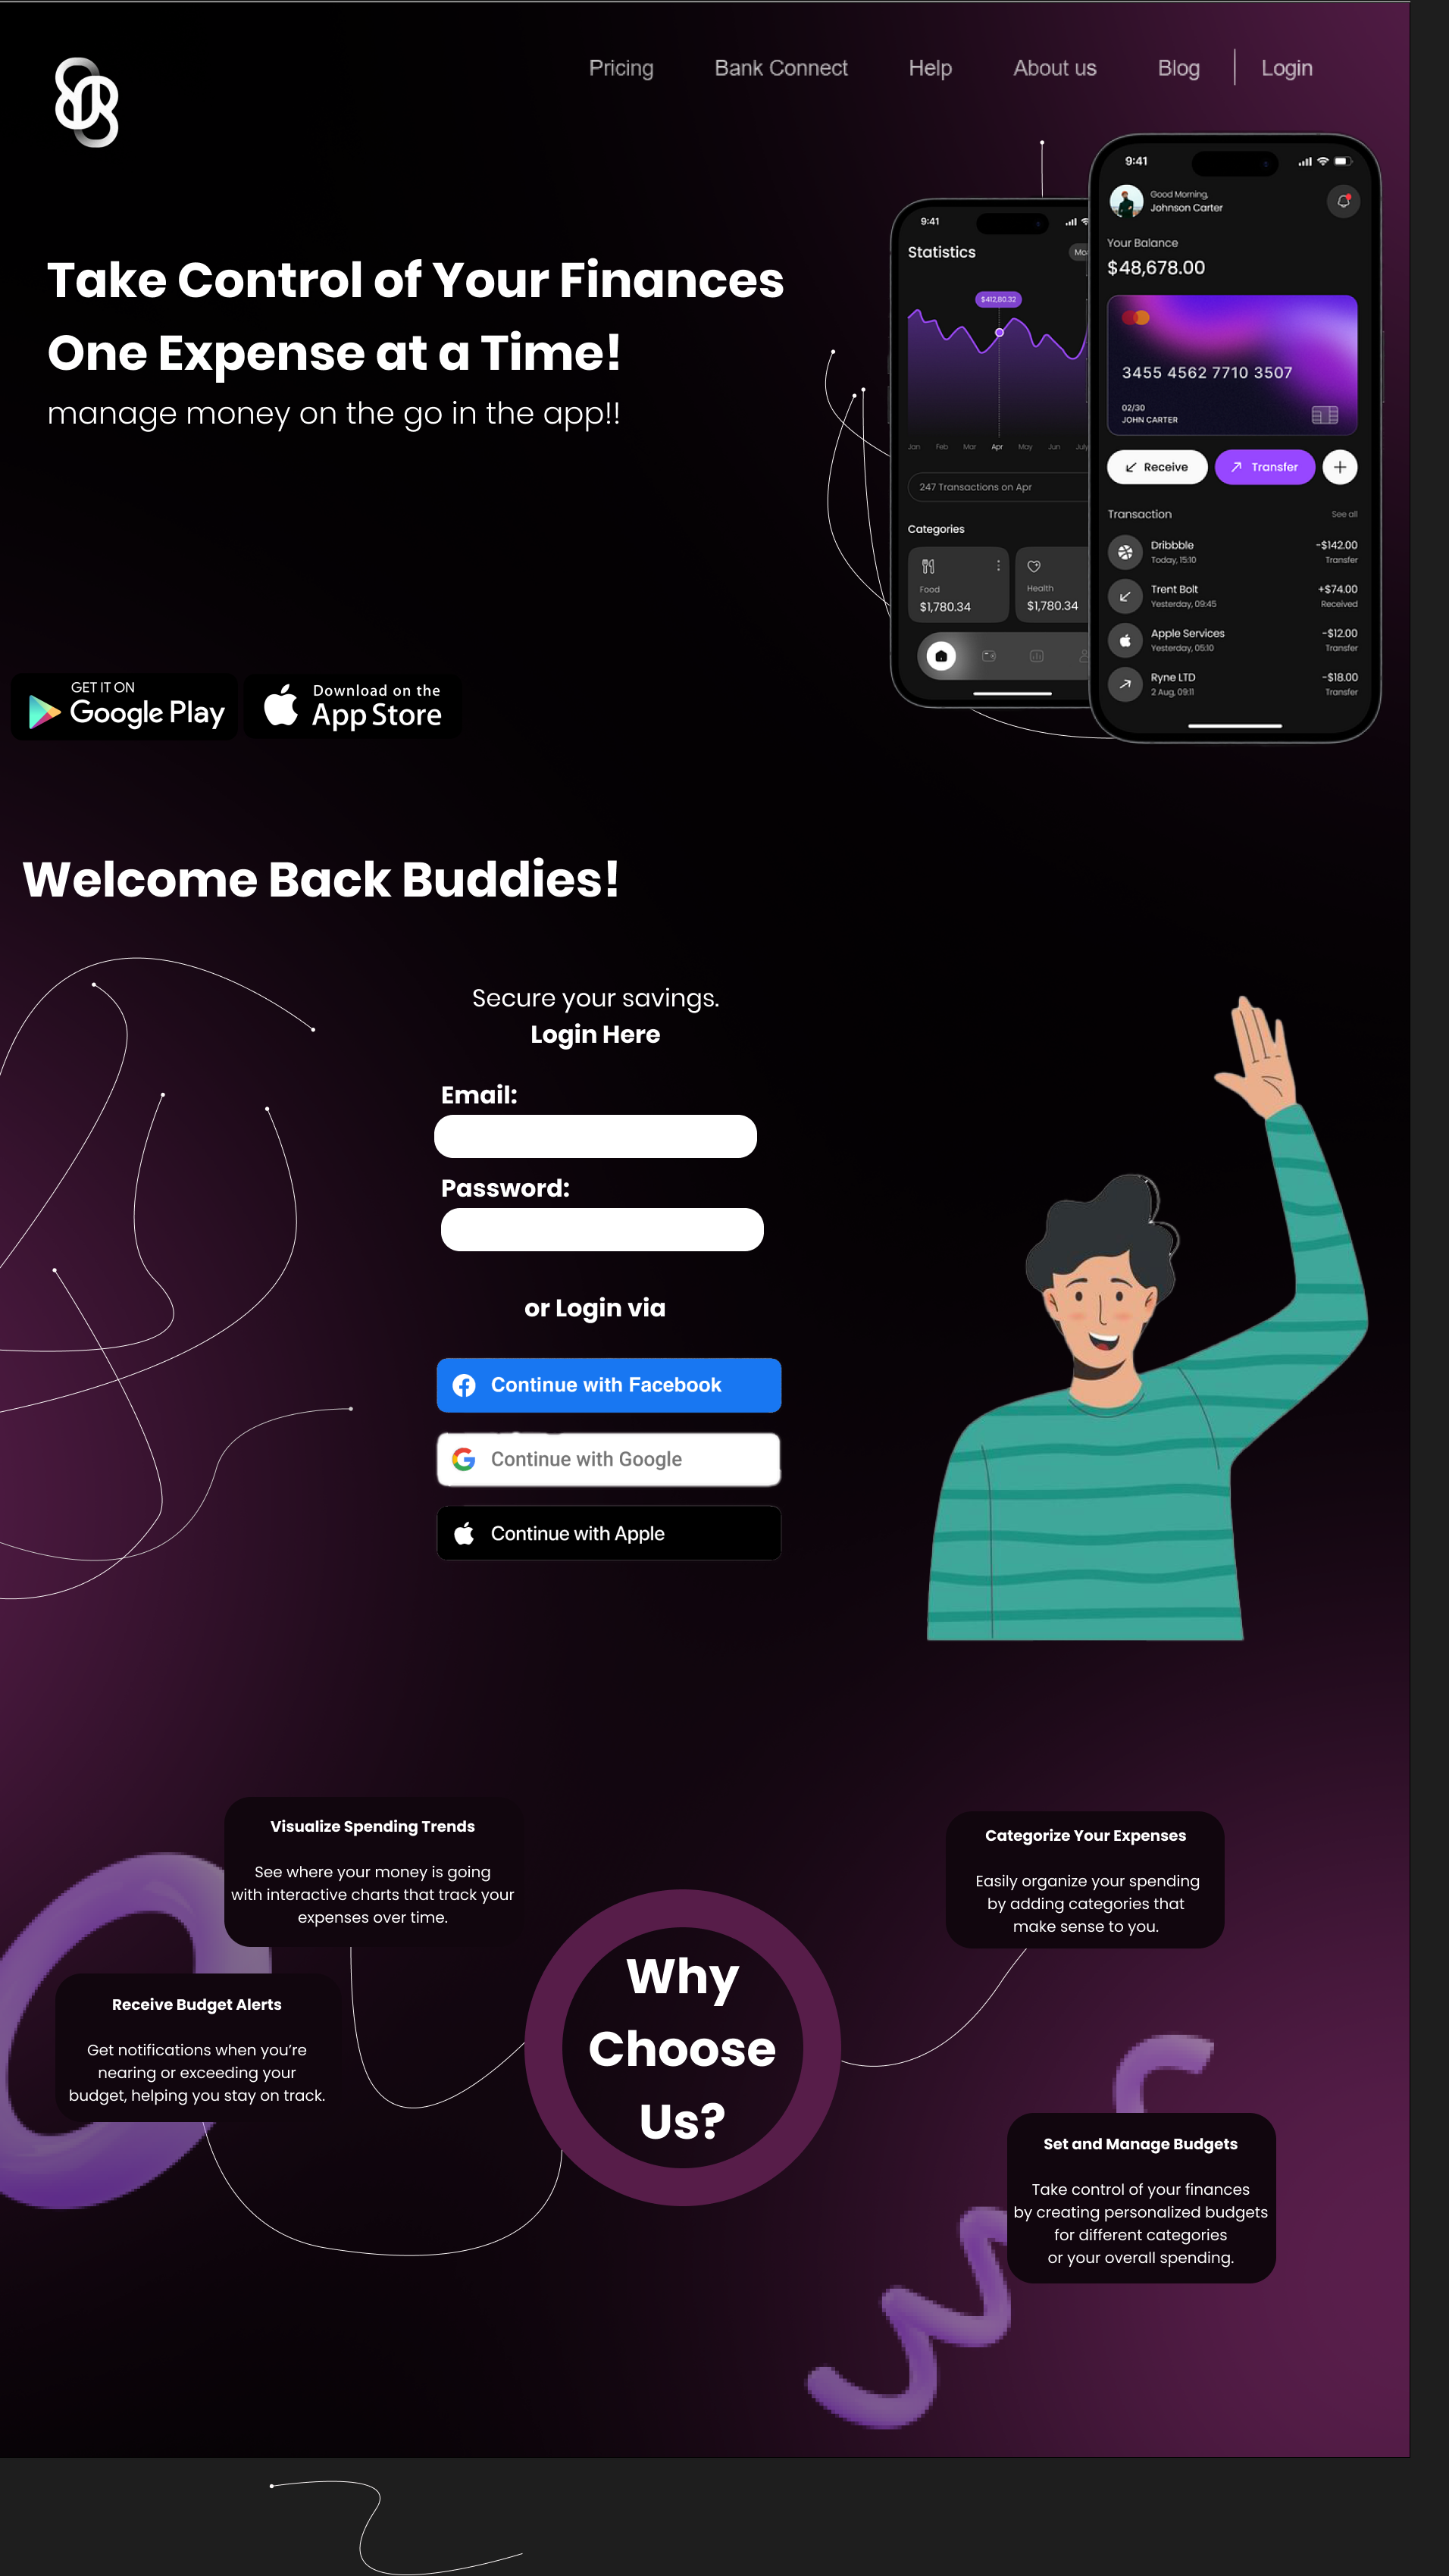 Pricing
Bank Connect
Help
About us
Blog
Login
Take Control of Your Finances
One Expense at a Time!
manage money on the go in the app!!
GET IT ON
Google Play
Download on the
App Store
9:41
Statistics
$412,80.32
Jan Feb Mar Apr May Jun July
247 Transactions on Apr
Categories
Food
$1,780.34
Health
$1,780.34
9:41
Good Morning,
Johnson Carter
Your Balance
$48,678.00
3455 4562 7710 3507
02/30
JOHN CARTER
Receive
Transfer
Transaction
See all
Dribbble
-$142.00
Today, 15:10
Transfer
Trent Bolt
+$74.00
Yesterday, 09:45
Received
Apple Services
-$12.00
Yesterday, 05:10
Transfer
Ryne LTD
-$18.00
2 Aug, 09:11
Transfer
Welcome Back Buddies!
Secure your savings.
Login Here
Email:
Password:
or Login via
Continue with Facebook
Continue with Google
Continue with Apple
Visualize Spending Trends
See where your money is going
with interactive charts that track your
expenses over time.
Categorize Your Expenses
Easily organize your spending
by adding categories that
make sense to you.
Why
Choose
Us?
Receive Budget Alerts
Get notifications when you’re
nearing or exceeding your
budget, helping you stay on track.
Set and Manage Budgets
Take control of your finances
by creating personalized budgets
for different categories
or your overall spending.